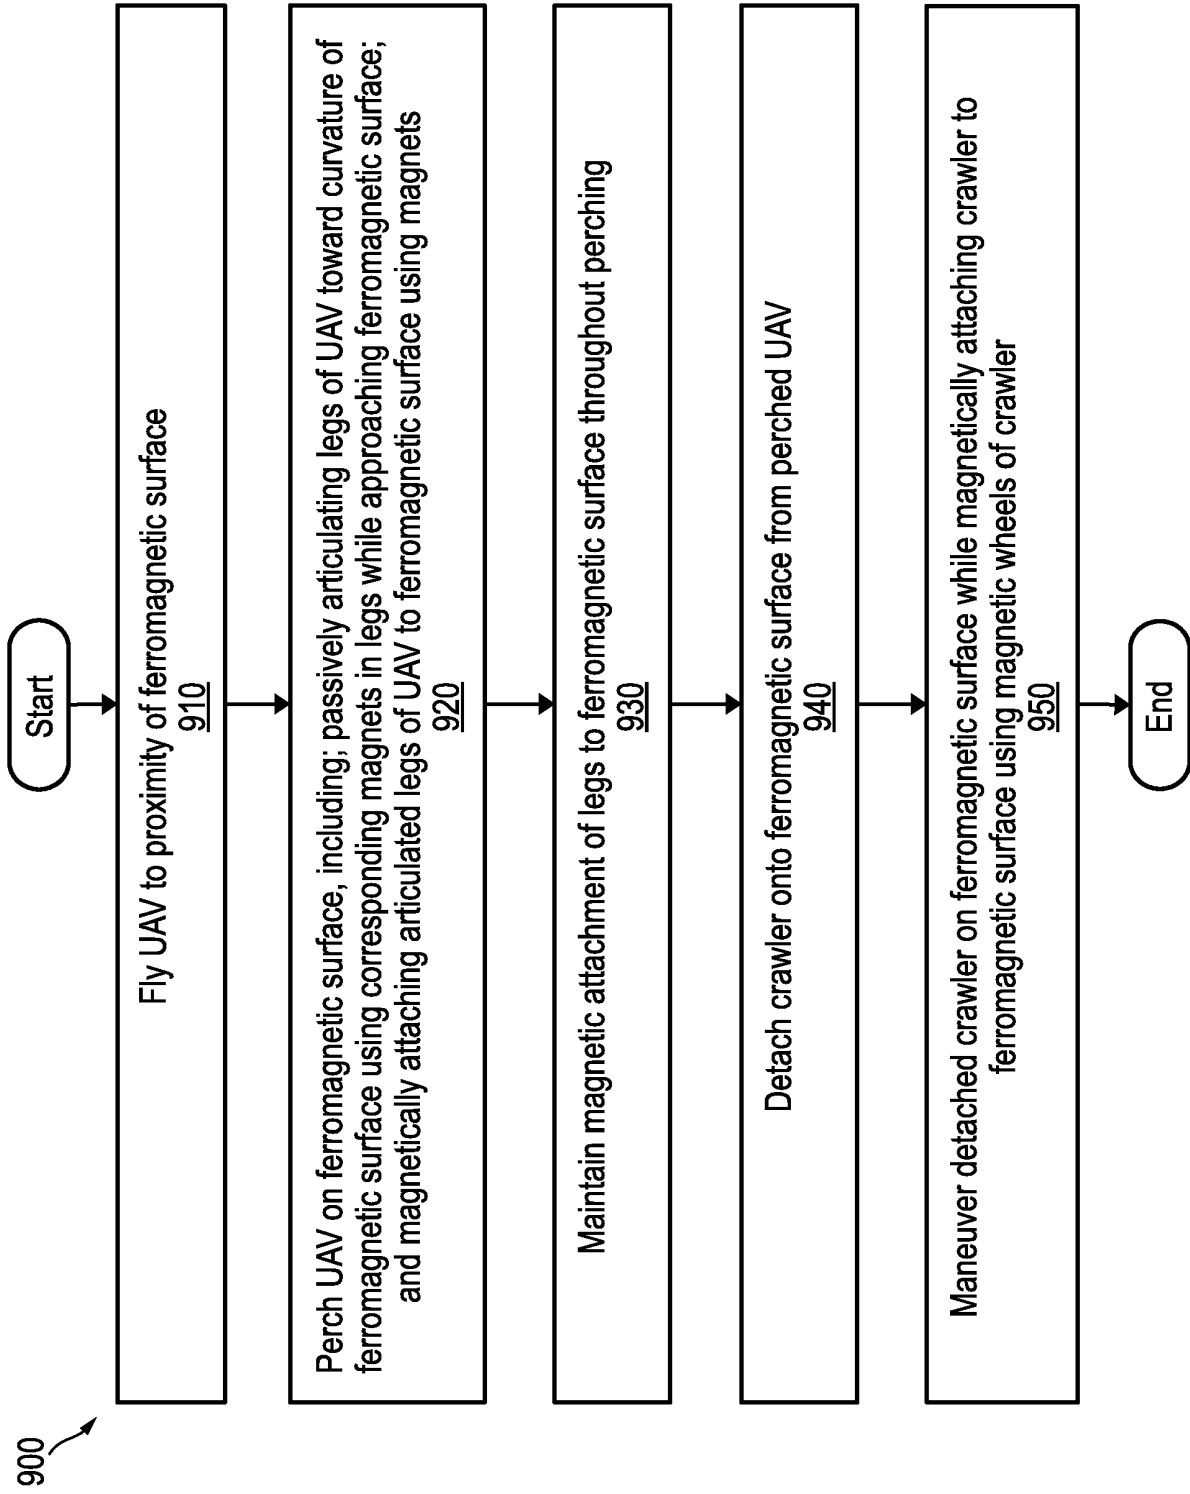 900
Start
Fly UAV to proximity of ferromagnetic surface
910
Perch UAV on ferromagnetic surface, including; passively articulating legs of UAV toward curvature of
ferromagnetic surface using corresponding magnets in legs while approaching ferromagnetic surface;
and magnetically attaching articulated legs of UAV to ferromagnetic surface using magnets
920
Maintain magnetic attachment of legs to ferromagnetic surface throughout perching
930
Detach crawler onto ferromagnetic surface from perched UAV
940
Maneuver detached crawler on ferromagnetic surface while magnetically attaching crawler to
ferromagnetic surface using magnetic wheels of crawler
950
End